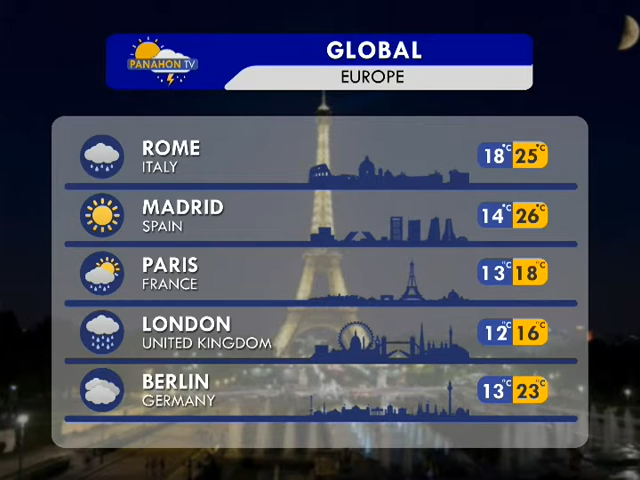 PANAHON TV
GLOBAL
EUROPE
ROME
ITALY
18°C 25°C
MADRID
SPAIN
14°C 26°C
PARIS
FRANCE
13°C 18°C
LONDON
UNITED KINGDOM
12°C 16°C
BERLIN
GERMANY
13°C 23°C